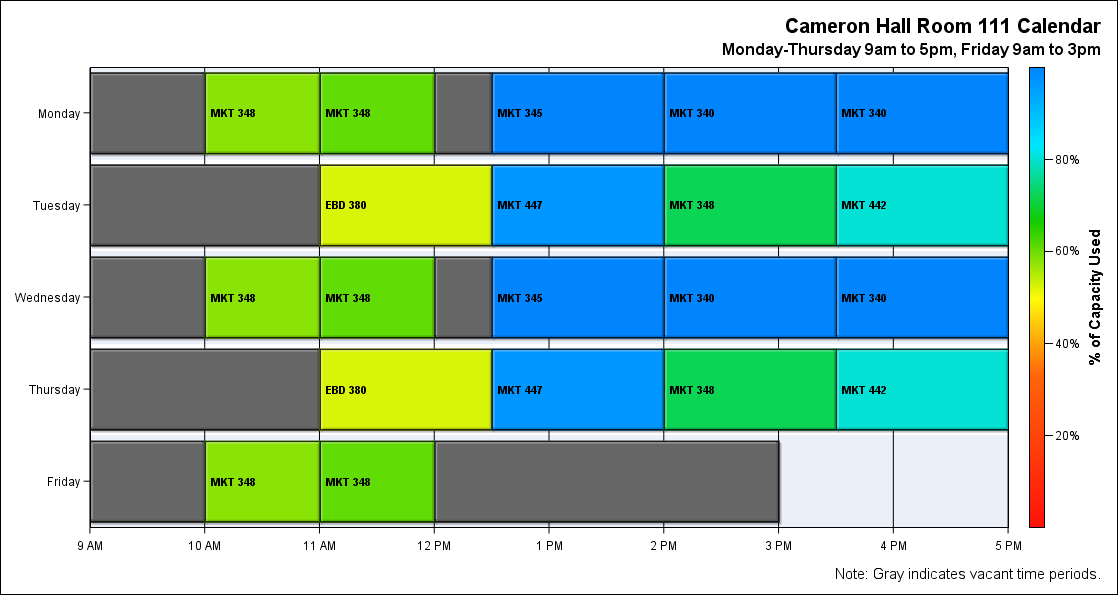 Cameron Hall Room 111 Calendar
Monday-Thursday 9am to 5pm, Friday 9am to 3pm
Monday
MKT 348
MKT 348
MKT 345
MKT 340
MKT 340
Tuesday
EBD 380
MKT 447
MKT 348
MKT 442
Wednesday
MKT 348
MKT 348
MKT 345
MKT 340
MKT 340
Thursday
EBD 380
MKT 447
MKT 348
MKT 442
Friday
MKT 348
MKT 348
9 AM
10 AM
11 AM
12 PM
1 PM
2 PM
3 PM
4 PM
5 PM
80%
60%
40%
20%
% of Capacity Used
Note: Gray indicates vacant time periods.